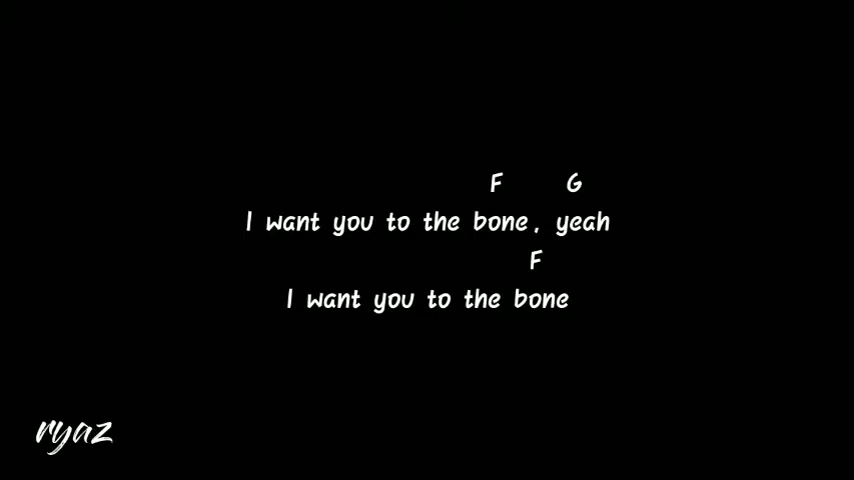 F G
I want you to the bone, yeah
F
I want you to the bone
ryaz